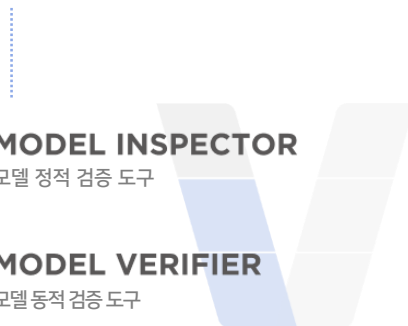 MODEL INSPECTOR
모델 정적 검증 도구
MODEL VERIFIER
모델 동적 검증 도구